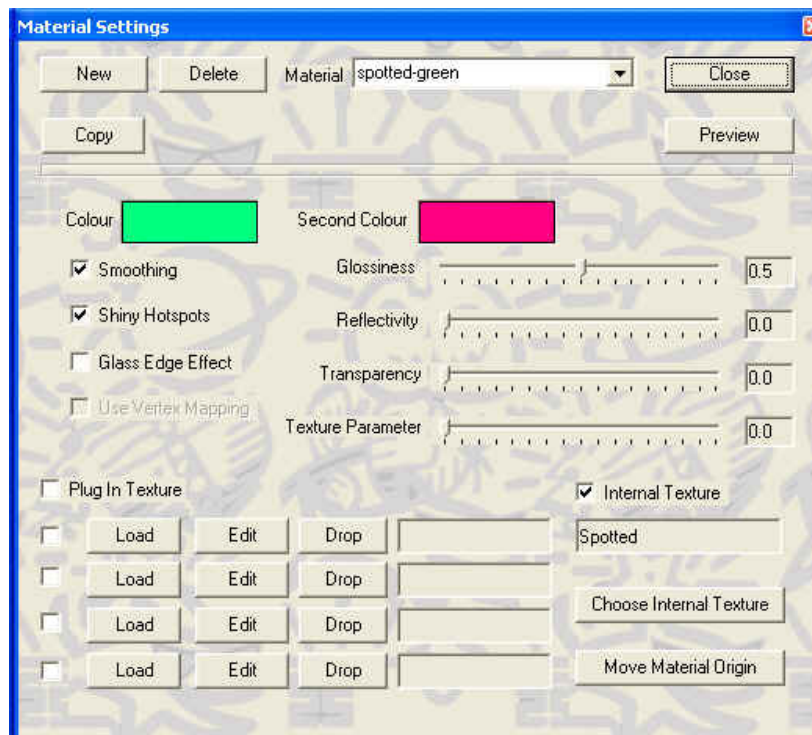 Material Settings
New Delete Material spotted-green Close
Copy Preview
Colour Second Colour
Smoothing Glossiness 0.5
Shiny Hotspots Reflectivity 0.0
Glass Edge Effect
Transparency 0.0
Use Vertex Mapping
Texture Parameter 0.0
Plug In Texture Internal Texture
Load Edit Drop Spotted
Load Edit Drop
Choose Internal Texture
Load Edit Drop
Load Edit Drop Move Material Origin